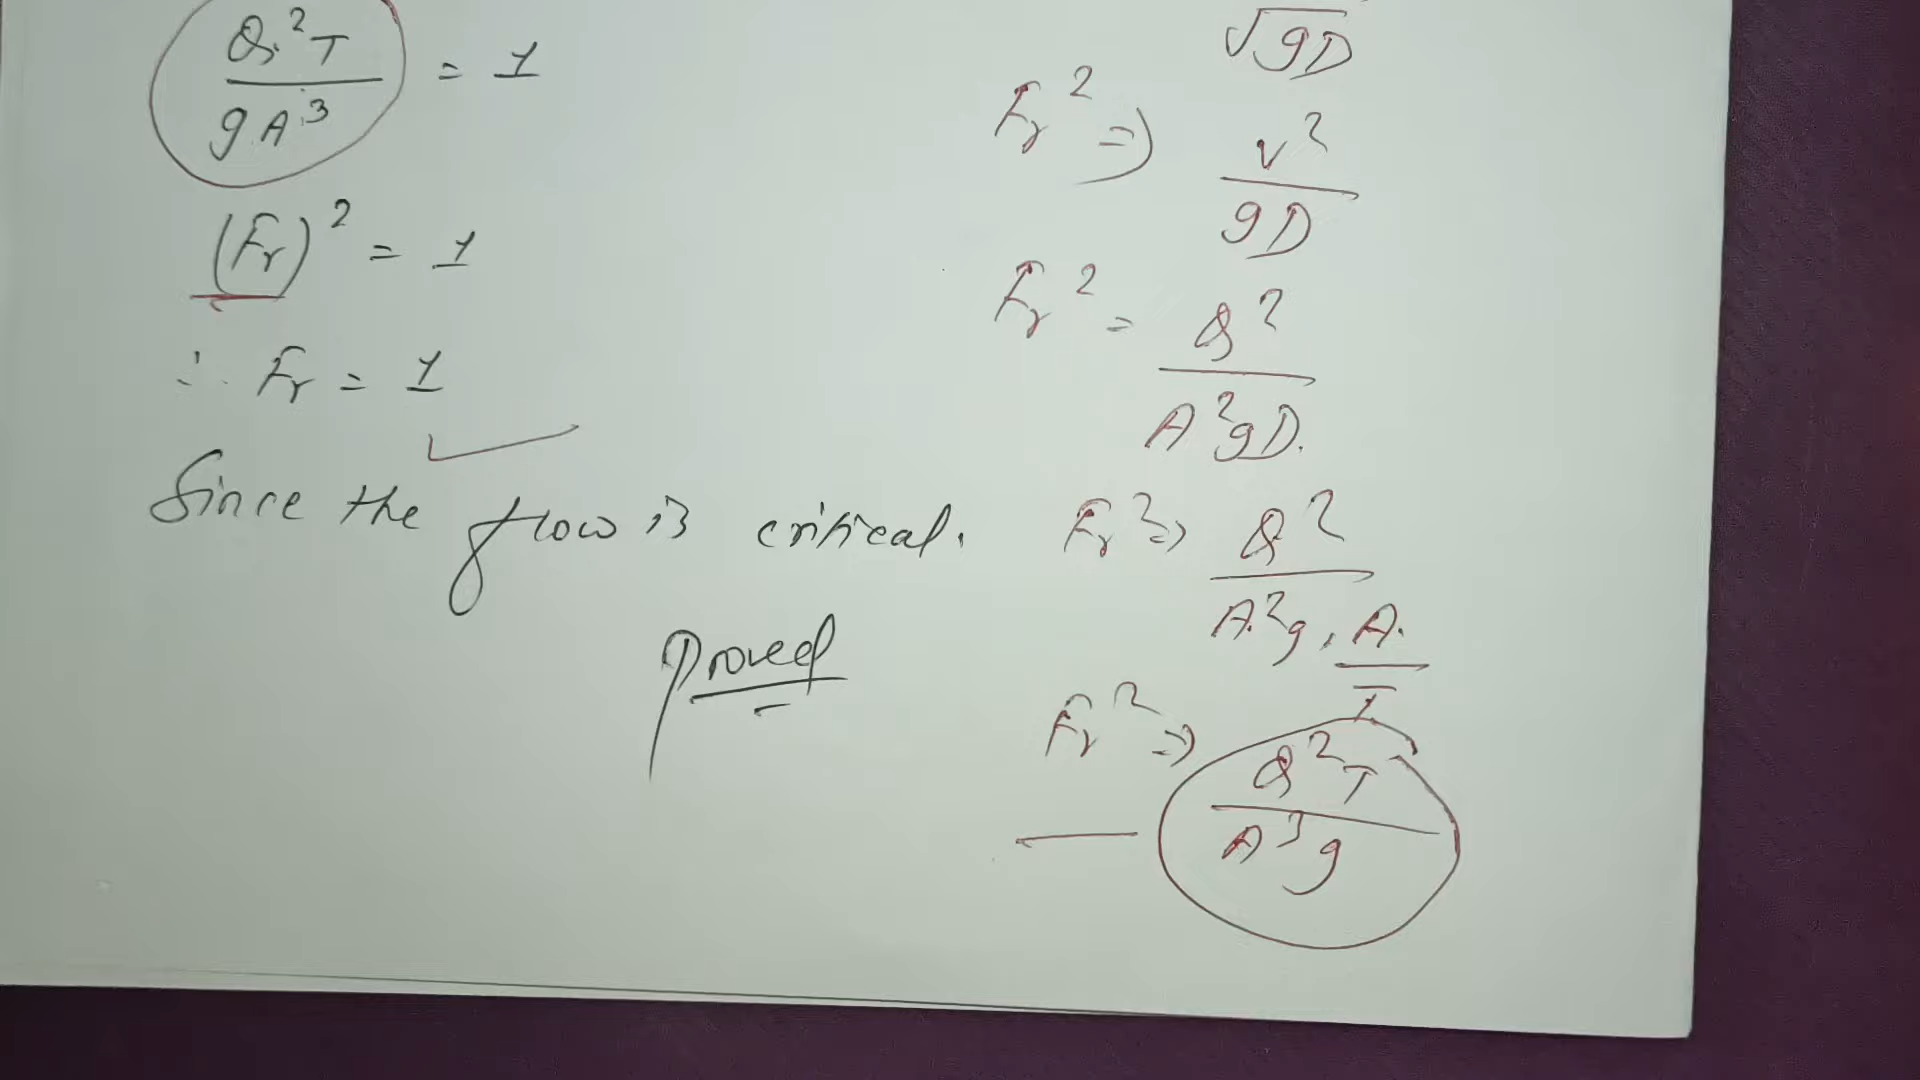 Q²T
gA³
= 1
(Fr)² = 1
∴ Fr = 1
Since the flow is critical.
Proved
√gD
Fr² ⇒ v²
gD
Fr² = Q²
A²gD.
Fr² ⇒ Q²
A²g . A.
T
Fr² ⇒ Q²T
A³g